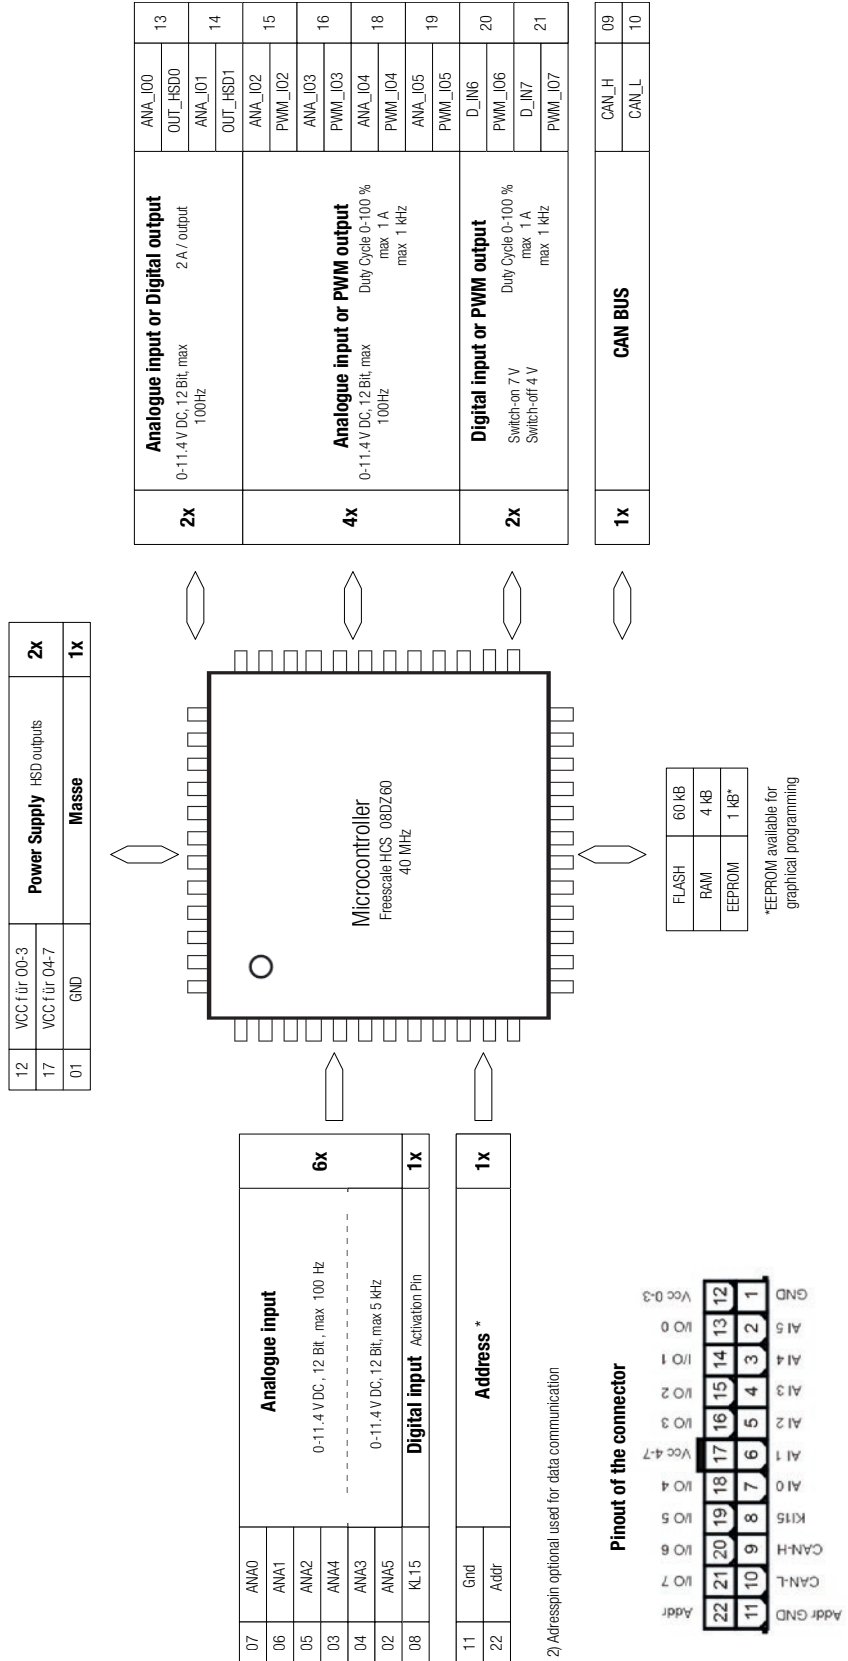 12 VCC für O0-3 Power Supply HSD outputs 2x
17 VCC für O4-7
01 GND Masse 1x
07 ANA0 Analogue input 6x
06 ANA1
05 ANA2 0-11.4 V DC , 12 Bit , max 100 Hz
03 ANA4
04 ANA3 0-11.4 V DC, 12 Bit, max 5 kHz
02 ANA5
08 KL15 Digital input Activation Pin 1x
11 Gnd Address * 1x
22 Addr
2) Adresspin optional used for data communication
Microcontroller
Freescale HCS 08DZ60
40 MHz
2x Analogue input or Digital output ANA_IO0 13
0-11.4 V DC, 12 Bit, max 2 A / output OUT_HSD0
100Hz ANA_IO1 14
OUT_HSD1
4x Analogue input or PWM output ANA_IO2 15
PWM_IO2
0-11.4 V DC, 12 Bit, max Duty Cycle 0-100 % ANA_IO3 16
100Hz max 1 A PWM_IO3
max 1 kHz ANA_IO4 18
PWM_IO4
ANA_IO5 19
PWM_IO5
2x Digital input or PWM output D_IN6 20
Switch-on 7 V Duty Cycle 0-100 % PWM_IO6
Switch-off 4 V max 1 A D_IN7 21
max 1 kHz PWM_IO7
1x CAN BUS CAN_H 09
CAN_L 10
FLASH 60 kB
RAM 4 kB
EEPROM 1 kB*
*EEPROM available for
graphical programming
Pinout of the connector
Addr I/O 7 I/O 6 I/O 5 I/O 4 Vcc 4-7 I/O 3 I/O 2 I/O 1 I/O 0 Vcc 0-3
22 21 20 19 18 17 16 15 14 13 12
11 10 9 8 7 6 5 4 3 2 1
Addr GND CAN-L CAN-H Kl15 AI 0 AI 1 AI 2 AI 3 AI 4 AI 5 GND